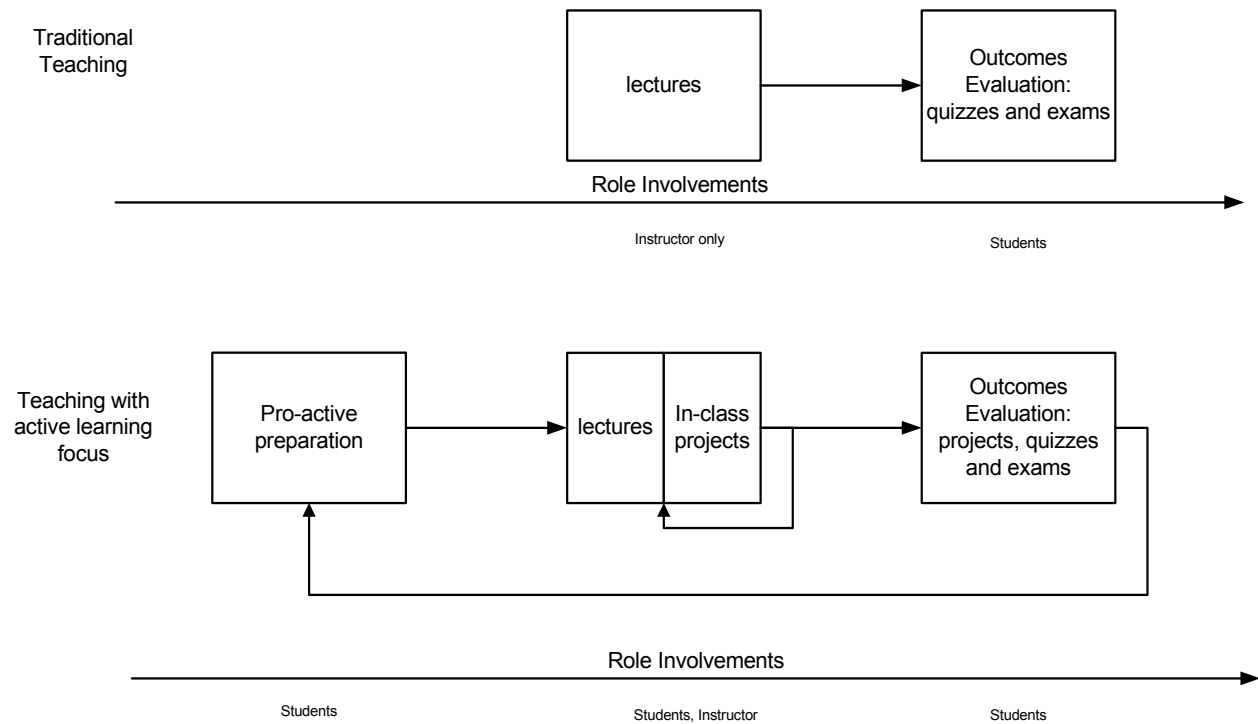 Traditional
Teaching
lectures
Outcomes
Evaluation:
quizzes and exams
Role Involvements
Instructor only
Students
Teaching with
active learning
focus
Pro-active
preparation
lectures
In-class
projects
Outcomes
Evaluation:
projects, quizzes
and exams
Role Involvements
Students
Students, Instructor
Students